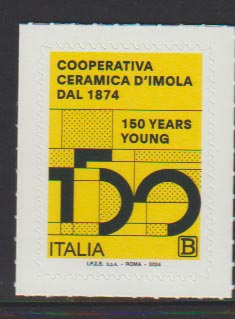 COOPERATIVA
CERAMICA D'IMOLA
DAL 1874
150 YEARS
YOUNG
150
ITALIA B
I.P.Z.S. S.p.A. - ROMA - 2024